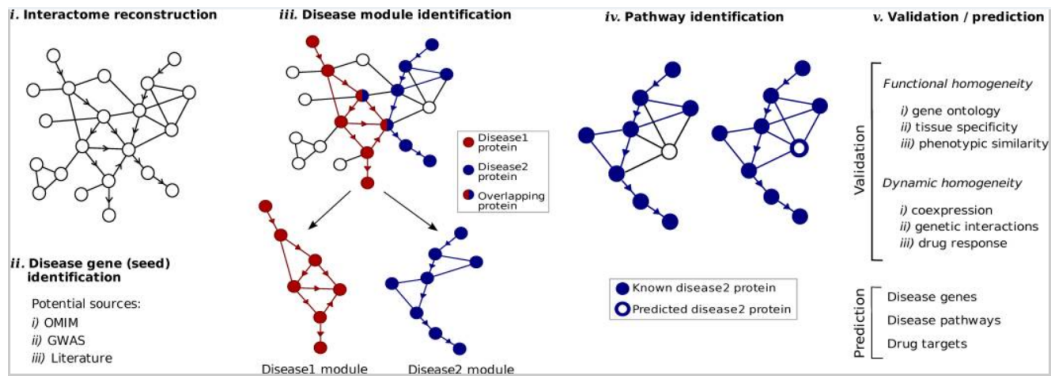 i. Interactome reconstruction
ii. Disease gene (seed)
identification
Potential sources:
i) OMIM
ii) GWAS
iii) Literature
iii. Disease module identification
Disease1
protein
Disease2
protein
Overlapping
protein
Disease1 module
Disease2 module
iv. Pathway identification
Known disease2 protein
Predicted disease2 protein
v. Validation / prediction
Validation
Functional homogeneity
i) gene ontology
ii) tissue specificity
iii) phenotypic similarity
Dynamic homogeneity
i) coexpression
ii) genetic interactions
iii) drug response
Prediction
Disease genes
Disease pathways
Drug targets